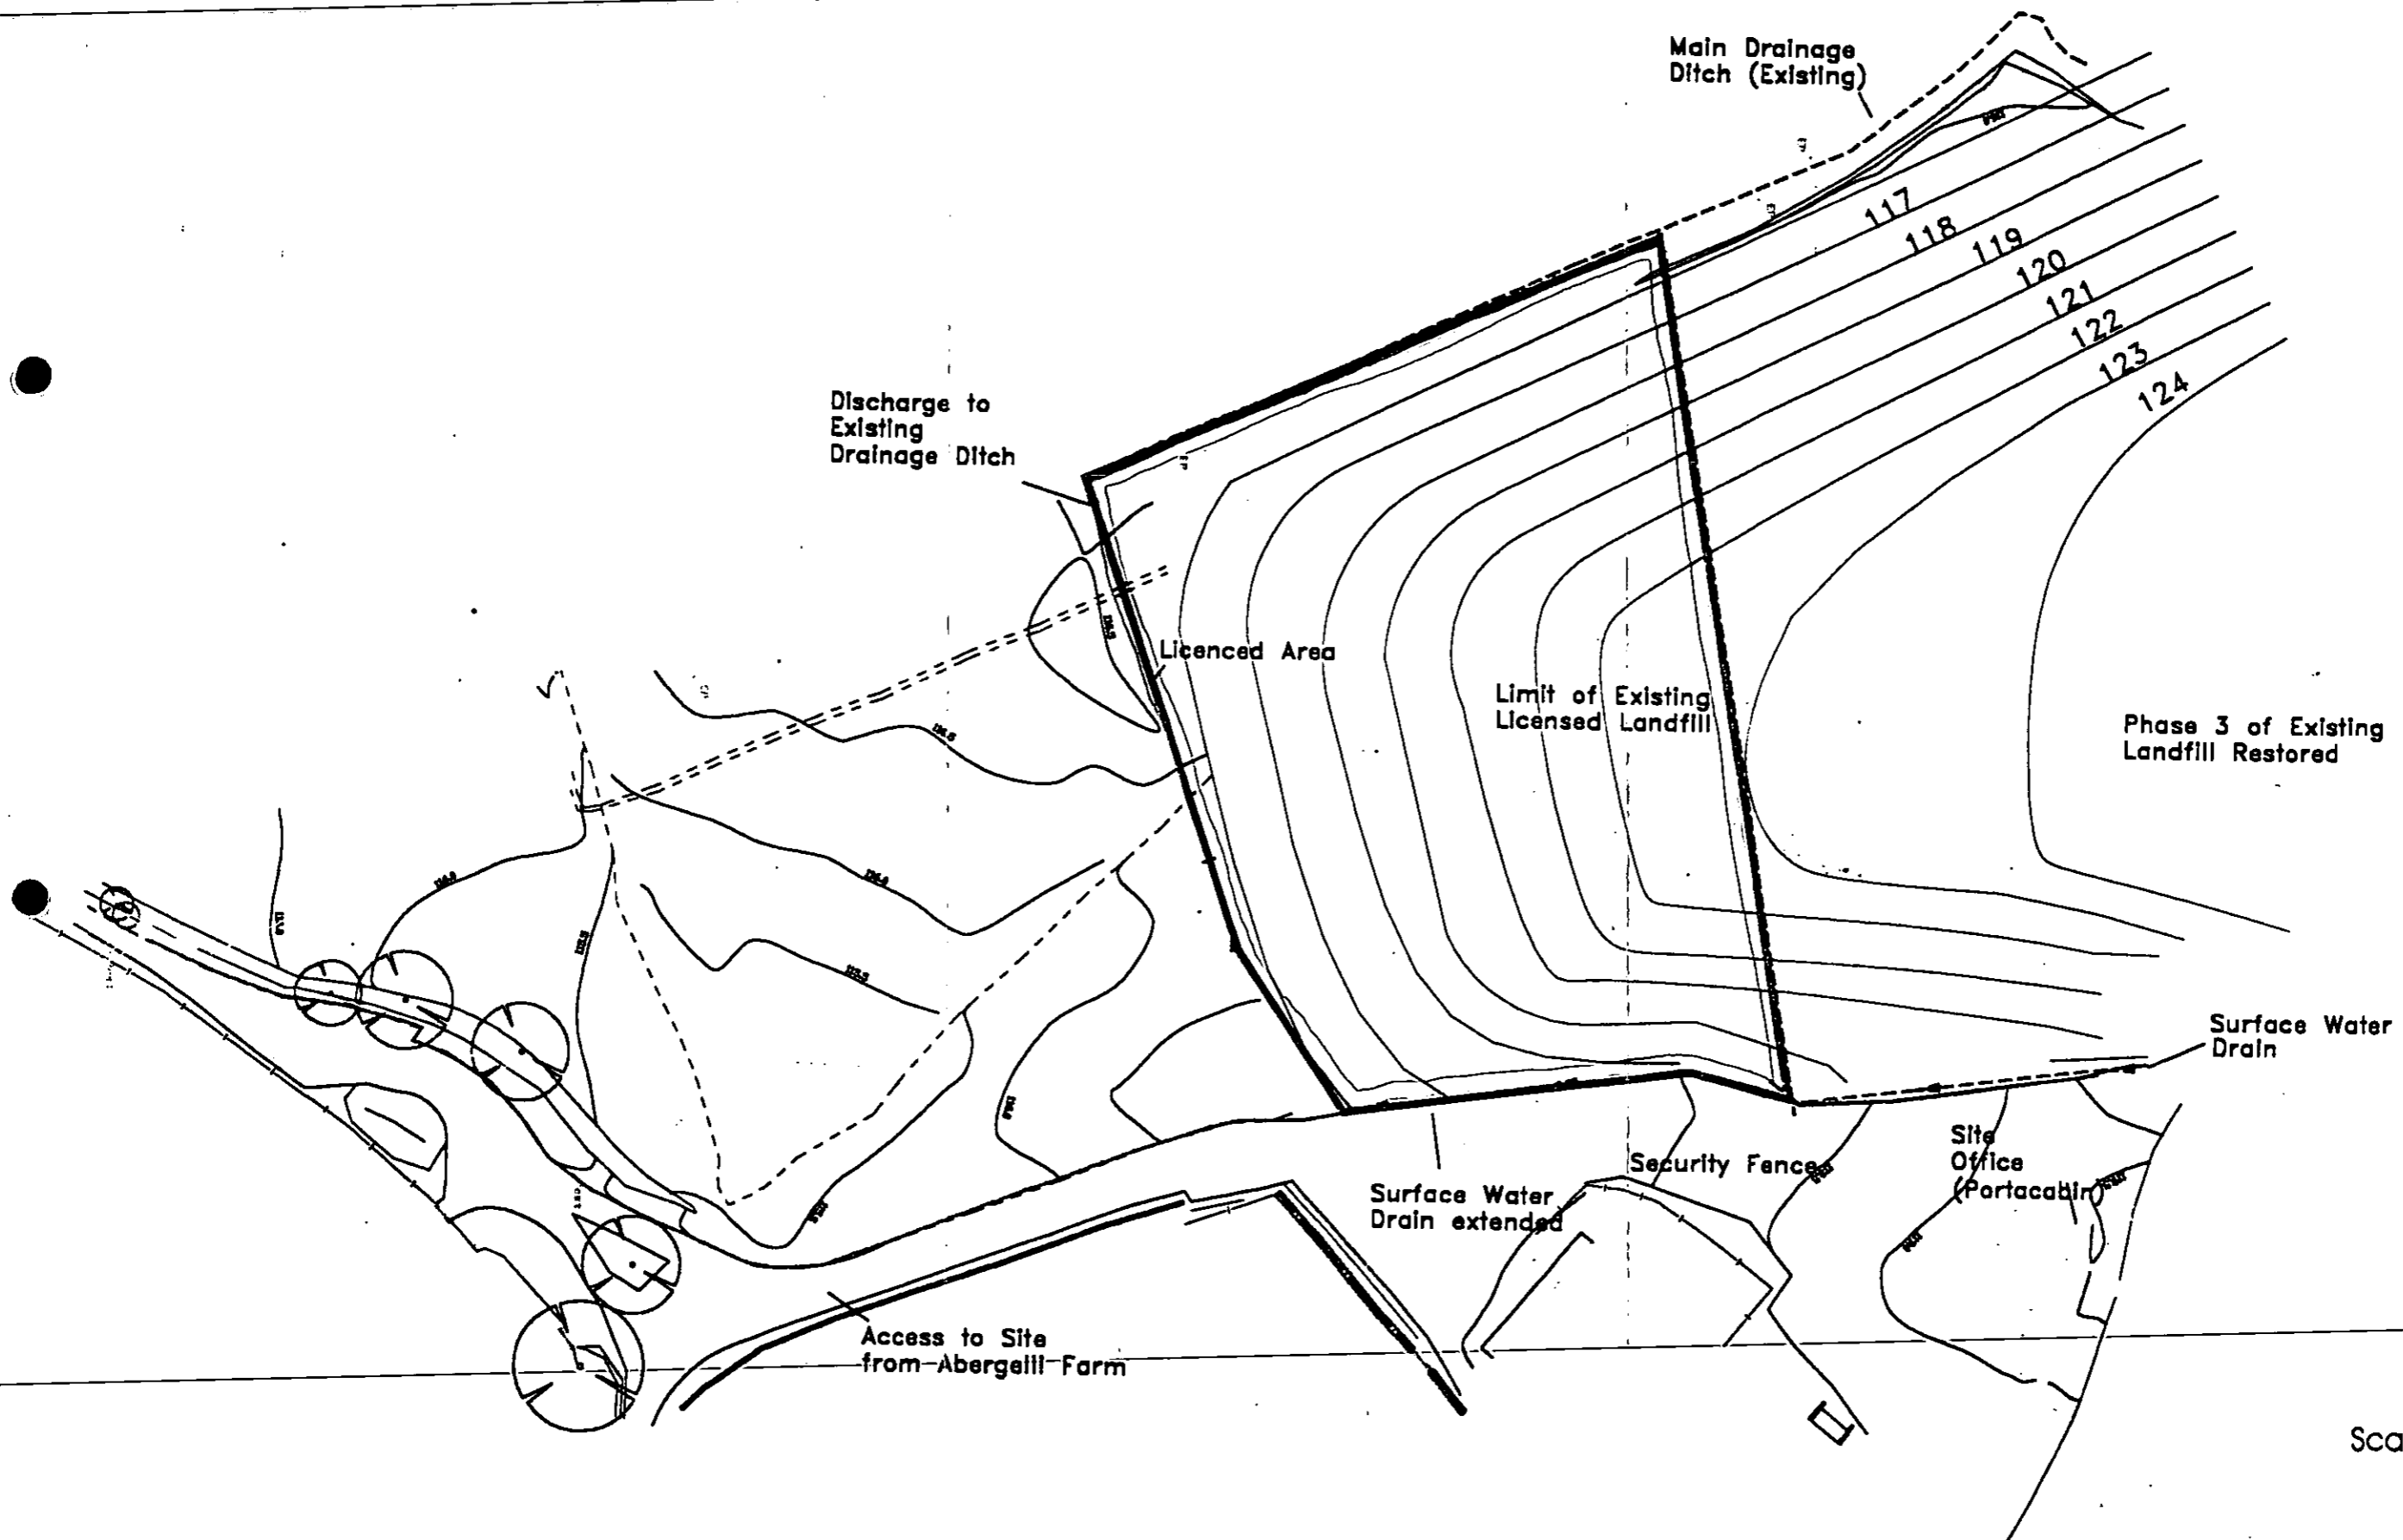 Main Drainage
Ditch (Existing)
117
118
119
120
121
122
123
124
Discharge to
Existing
Drainage Ditch
Licenced Area
Limit of Existing
Licensed Landfill
Phase 3 of Existing
Landfill Restored
Surface Water
Drain
Site
Office
(Portacabin)
Security Fence
Surface Water
Drain extended
Access to Site
from Abergelli Farm
Sca